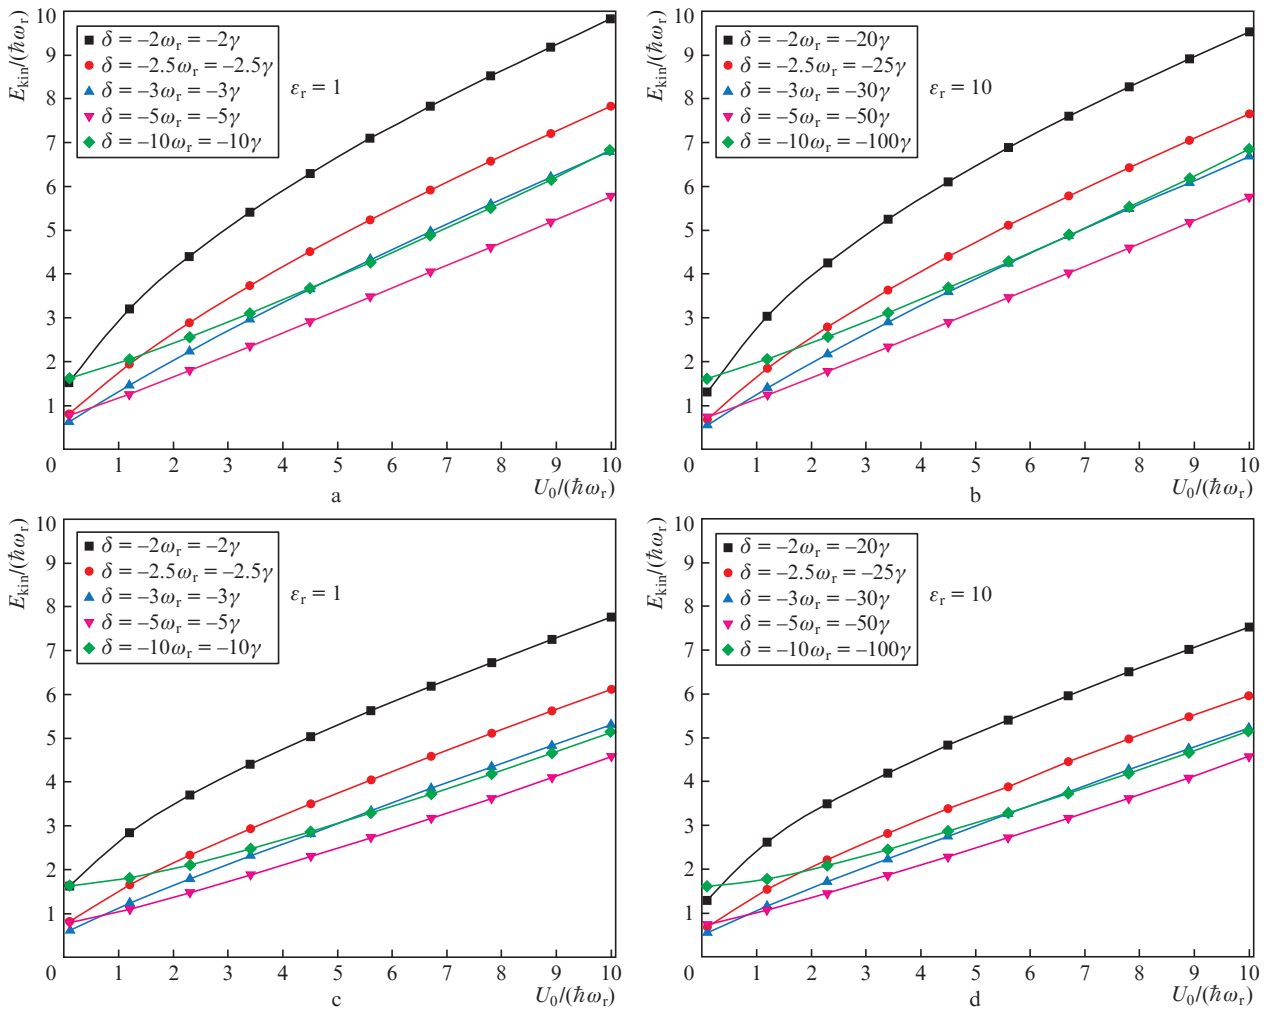 E_kin/(ħω_r)
10
9
8
7
6
5
4
3
2
1
0
δ = –2ω_r = –2γ
δ = –2.5ω_r = –2.5γ
δ = –3ω_r = –3γ
δ = –5ω_r = –5γ
δ = –10ω_r = –10γ
ε_r = 1
1 2 3 4 5 6 7 8 9 10
a
U_0/(ħω_r)
E_kin/(ħω_r)
10
9
8
7
6
5
4
3
2
1
0
δ = –2ω_r = –20γ
δ = –2.5ω_r = –25γ
δ = –3ω_r = –30γ
δ = –5ω_r = –50γ
δ = –10ω_r = –100γ
ε_r = 10
1 2 3 4 5 6 7 8 9 10
b
U_0/(ħω_r)
E_kin/(ħω_r)
10
9
8
7
6
5
4
3
2
1
0
δ = –2ω_r = –2γ
δ = –2.5ω_r = –2.5γ
δ = –3ω_r = –3γ
δ = –5ω_r = –5γ
δ = –10ω_r = –10γ
ε_r = 1
1 2 3 4 5 6 7 8 9 10
c
U_0/(ħω_r)
E_kin/(ħω_r)
10
9
8
7
6
5
4
3
2
1
0
δ = –2ω_r = –20γ
δ = –2.5ω_r = –25γ
δ = –3ω_r = –30γ
δ = –5ω_r = –50γ
δ = –10ω_r = –100γ
ε_r = 10
1 2 3 4 5 6 7 8 9 10
d
U_0/(ħω_r)